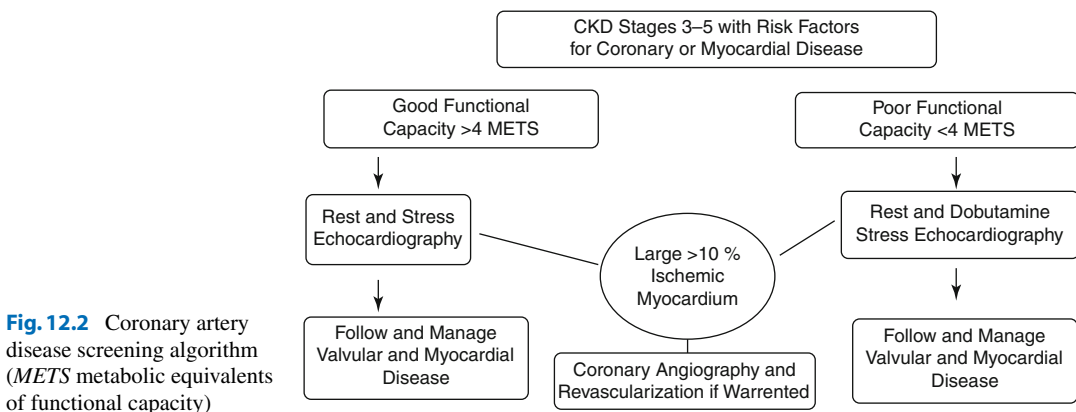 CKD Stages 3–5 with Risk Factors
for Coronary or Myocardial Disease
Good Functional
Capacity >4 METS
Poor Functional
Capacity <4 METS
Rest and Stress
Echocardiography
Large >10 %
Ischemic
Myocardium
Rest and Dobutamine
Stress Echocardiography
Follow and Manage
Valvular and Myocardial
Disease
Coronary Angiography and
Revascularization if Warrented
Follow and Manage
Valvular and Myocardial
Disease
Fig. 12.2 Coronary artery
disease screening algorithm
(METS metabolic equivalents
of functional capacity)